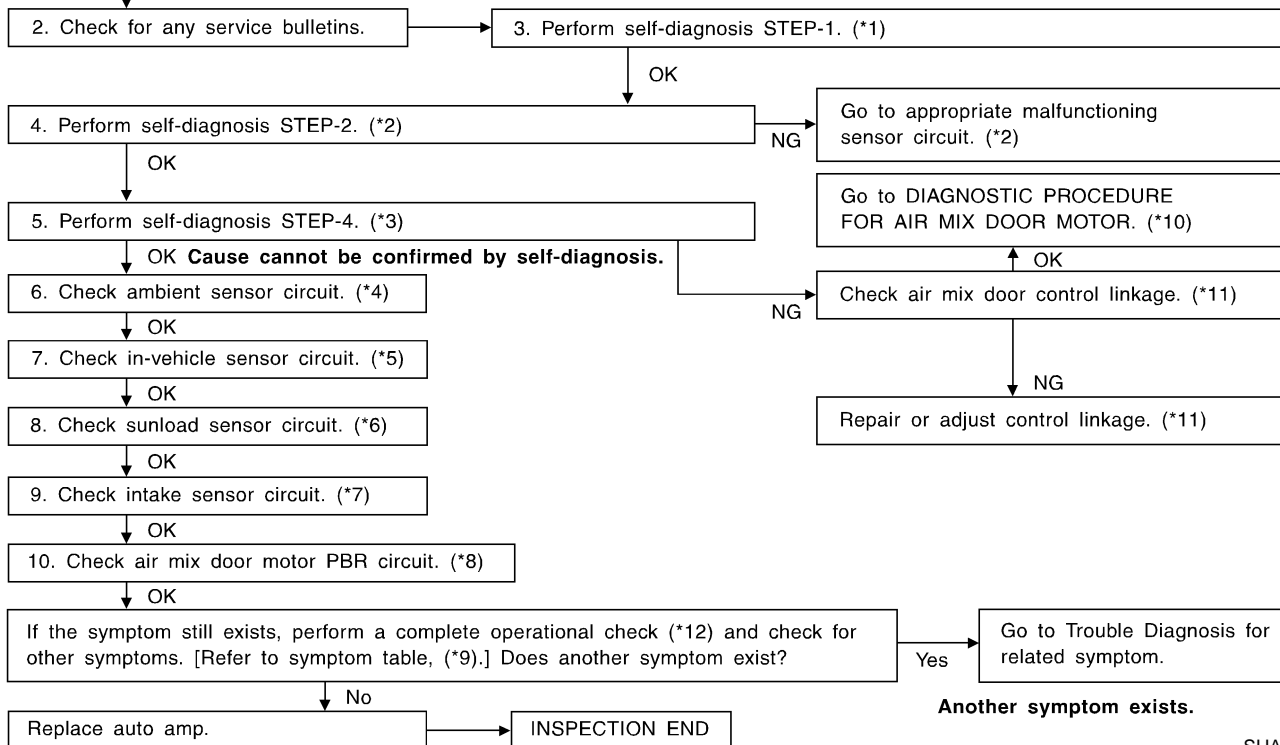 2. Check for any service bulletins.
3. Perform self-diagnosis STEP-1. (*1)
OK
4. Perform self-diagnosis STEP-2. (*2)
NG
Go to appropriate malfunctioning
sensor circuit. (*2)
OK
Go to DIAGNOSTIC PROCEDURE
FOR AIR MIX DOOR MOTOR. (*10)
5. Perform self-diagnosis STEP-4. (*3)
OK Cause cannot be confirmed by self-diagnosis.
OK
6. Check ambient sensor circuit. (*4)
NG
Check air mix door control linkage. (*11)
OK
7. Check in-vehicle sensor circuit. (*5)
OK
NG
8. Check sunload sensor circuit. (*6)
Repair or adjust control linkage. (*11)
OK
9. Check intake sensor circuit. (*7)
OK
10. Check air mix door motor PBR circuit. (*8)
OK
If the symptom still exists, perform a complete operational check (*12) and check for
other symptoms. [Refer to symptom table, (*9).] Does another symptom exist?
Yes
Go to Trouble Diagnosis for
related symptom.
No
Another symptom exists.
Replace auto amp.
INSPECTION END